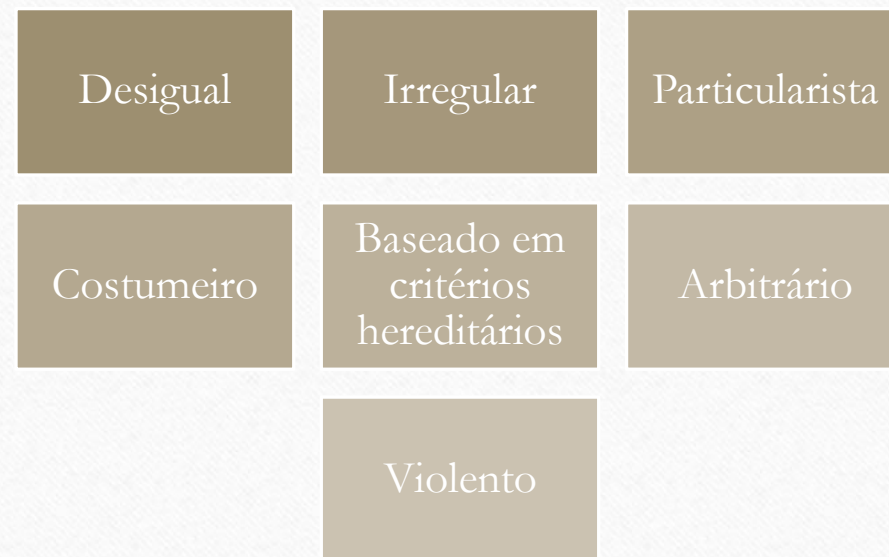 Desigual
Irregular
Particularista
Costumeiro
Baseado em
critérios
hereditários
Arbitrário
Violento